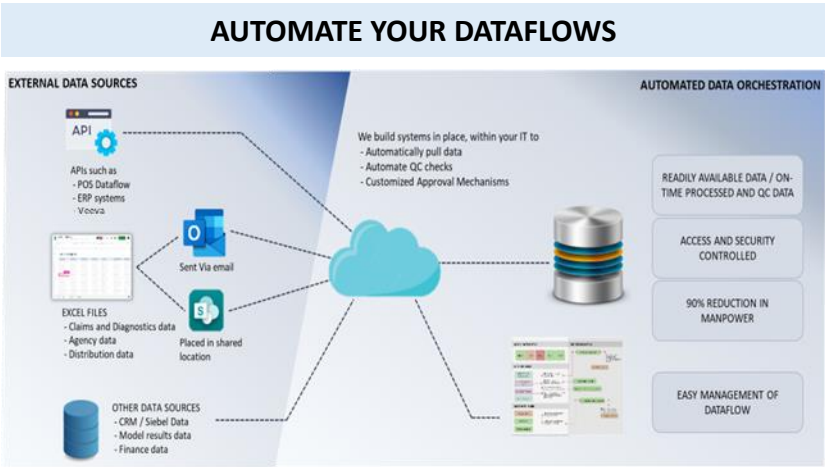 AUTOMATE YOUR DATAFLOWS
EXTERNAL DATA SOURCES
API
APIs such as
- POS Dataflow
- ERP systems
- Veeva
Sent Via email
EXCEL FILES
- Claims and Diagnostics data
- Agency data
- Distribution data
S
Placed in shared
location
OTHER DATA SOURCES
- CRM / Siebel Data
- Model results data
- Finance data
We build systems in place, within your IT to
- Automatically pull data
- Automate QC checks
- Customized Approval Mechanisms
AUTOMATED DATA ORCHESTRATION
READILY AVAILABLE DATA / ON-
TIME PROCESSED AND QC DATA
ACCESS AND SECURITY
CONTROLLED
90% REDUCTION IN
MANPOWER
EASY MANAGEMENT OF
DATAFLOW